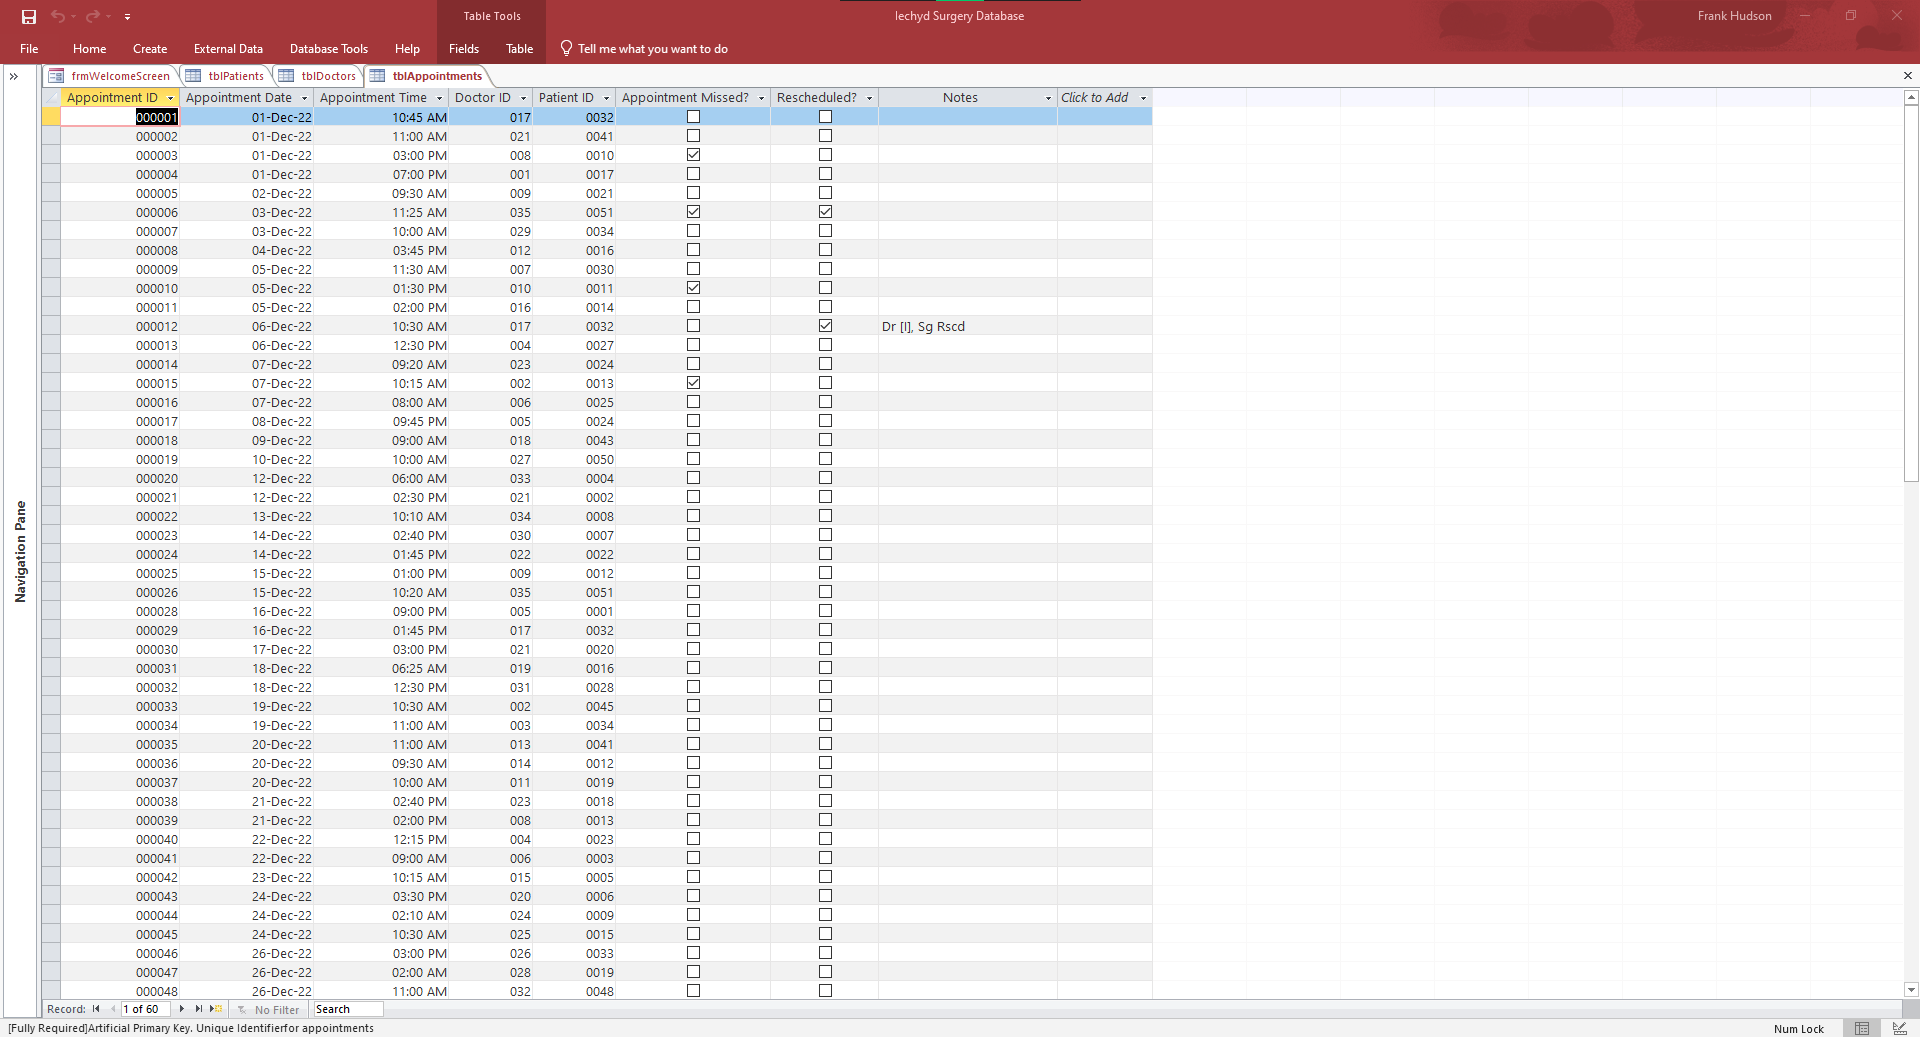 Table Tools
Iechyd Surgery Database
Frank Hudson
File Home Create External Data Database Tools Help Fields Table Tell me what you want to do
frmWelcomeScreen tblPatients tblDoctors tblAppointments
Appointment ID Appointment Date Appointment Time Doctor ID Patient ID Appointment Missed? Rescheduled? Notes Click to Add
000001 01-Dec-22 10:45 AM 017 0032
000002 01-Dec-22 11:00 AM 021 0041
000003 01-Dec-22 03:00 PM 008 0010
000004 01-Dec-22 07:00 PM 001 0017
000005 02-Dec-22 09:30 AM 009 0021
000006 03-Dec-22 11:25 AM 035 0051
000007 03-Dec-22 10:00 AM 029 0034
000008 04-Dec-22 03:45 PM 012 0016
000009 05-Dec-22 11:30 AM 007 0030
000010 05-Dec-22 01:30 PM 010 0011
000011 05-Dec-22 02:00 PM 016 0014
000012 06-Dec-22 10:30 AM 017 0032 Dr [I], Sg Rscd
000013 06-Dec-22 12:30 PM 004 0027
000014 07-Dec-22 09:20 AM 023 0024
000015 07-Dec-22 10:15 AM 002 0013
000016 07-Dec-22 08:00 AM 006 0025
000017 08-Dec-22 09:45 PM 005 0024
000018 09-Dec-22 09:00 AM 018 0043
000019 10-Dec-22 10:00 AM 027 0050
000020 12-Dec-22 06:00 AM 033 0004
000021 12-Dec-22 02:30 PM 021 0002
000022 13-Dec-22 10:10 AM 034 0008
000023 14-Dec-22 02:40 PM 030 0007
000024 14-Dec-22 01:45 PM 022 0022
000025 15-Dec-22 01:00 PM 009 0012
000026 15-Dec-22 10:20 AM 035 0051
000028 16-Dec-22 09:00 PM 005 0001
000029 16-Dec-22 01:45 PM 017 0032
000030 17-Dec-22 03:00 PM 021 0020
000031 18-Dec-22 06:25 AM 019 0016
000032 18-Dec-22 12:30 PM 031 0028
000033 19-Dec-22 10:30 AM 002 0045
000034 19-Dec-22 11:00 AM 003 0034
000035 20-Dec-22 11:00 AM 013 0041
000036 20-Dec-22 09:30 AM 014 0012
000037 20-Dec-22 10:00 AM 011 0019
000038 21-Dec-22 02:40 PM 023 0018
000039 21-Dec-22 02:00 PM 008 0013
000040 22-Dec-22 12:15 PM 004 0023
000041 22-Dec-22 09:00 AM 006 0003
000042 23-Dec-22 10:15 AM 015 0005
000043 24-Dec-22 03:30 PM 020 0006
000044 24-Dec-22 02:10 AM 024 0009
000045 24-Dec-22 10:30 AM 025 0015
000046 26-Dec-22 03:00 PM 026 0033
000047 26-Dec-22 02:00 AM 028 0019
000048 26-Dec-22 11:00 AM 032 0048
Navigation Pane
Record: 1 of 60 No Filter Search
[Fully Required]Artificial Primary Key. Unique Identifierfor appointments
Num Lock